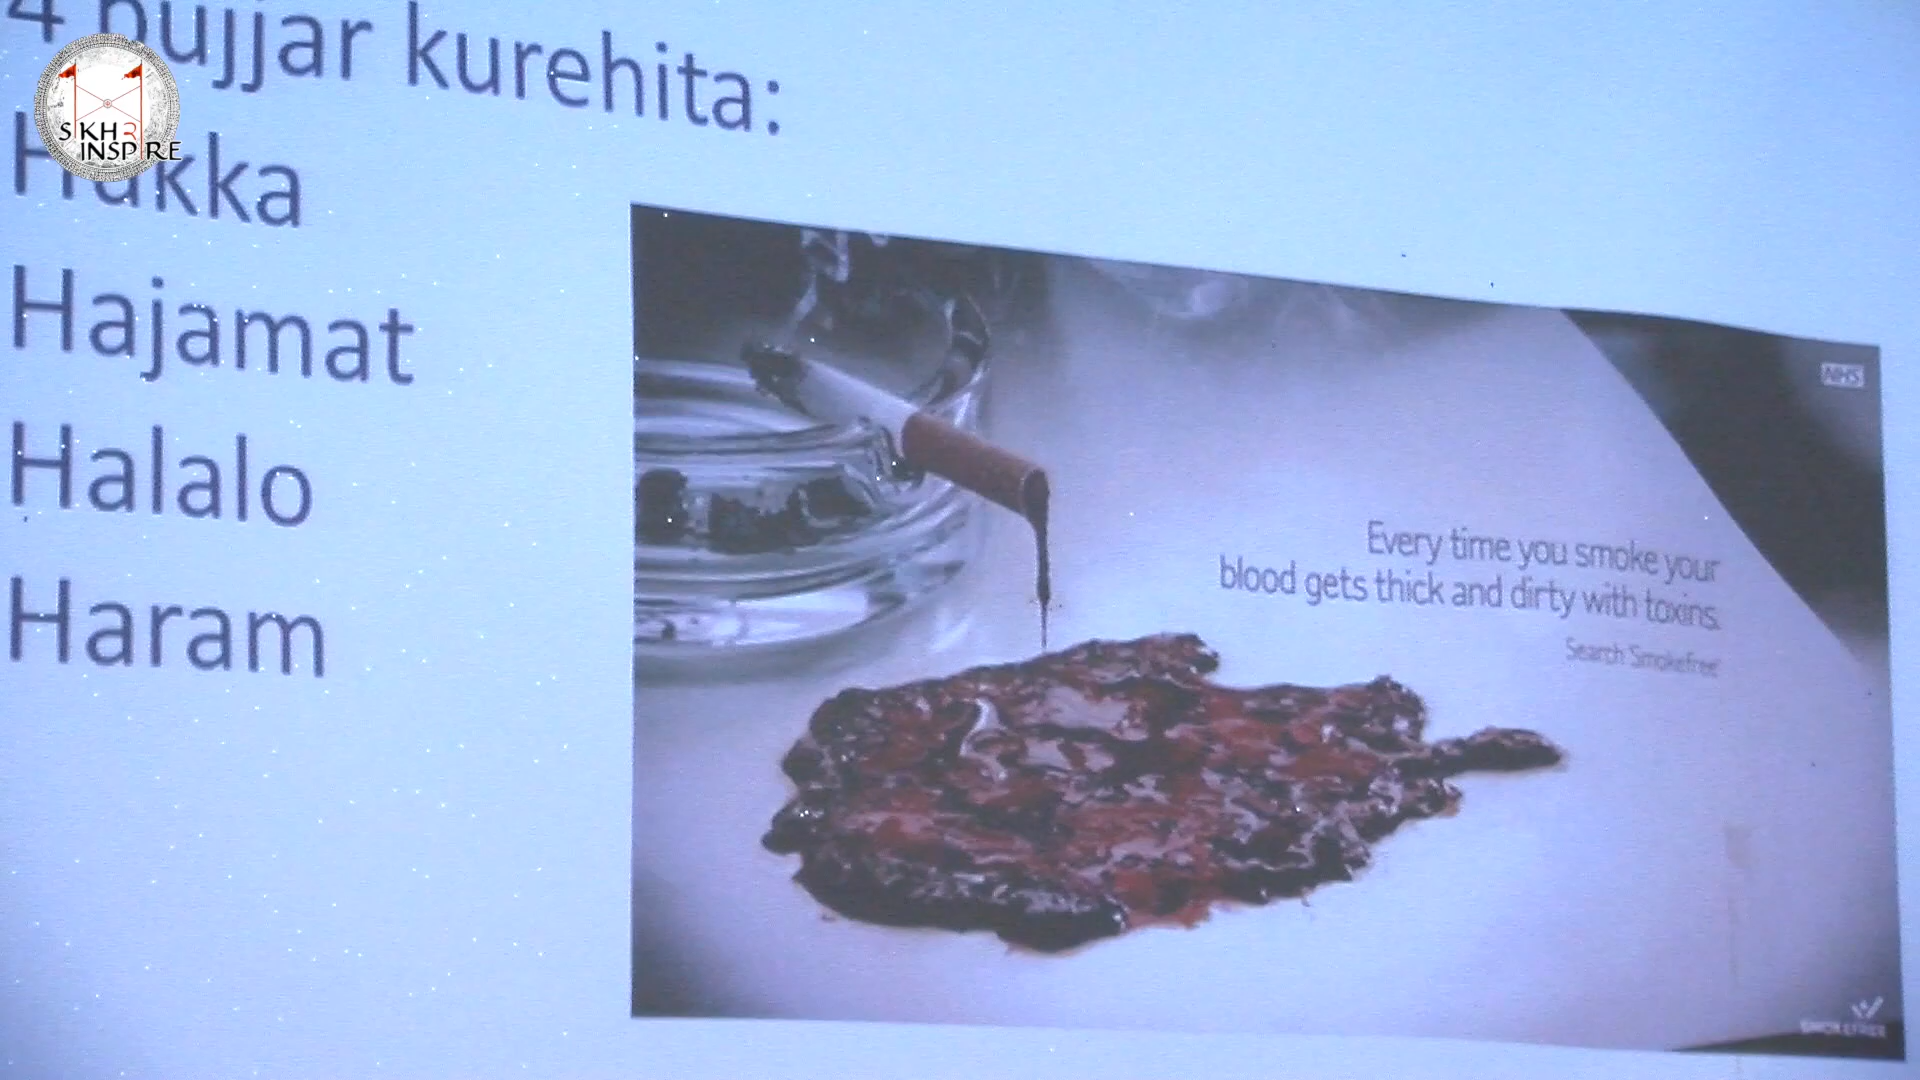 4 bujjar kurehita:
SIKH2
INSPIRE
Hukka
Hajamat
Halalo
Haram
NHS
Every time you smoke your
blood gets thick and dirty with toxins.
Search Smokefree
SMOKEFREE